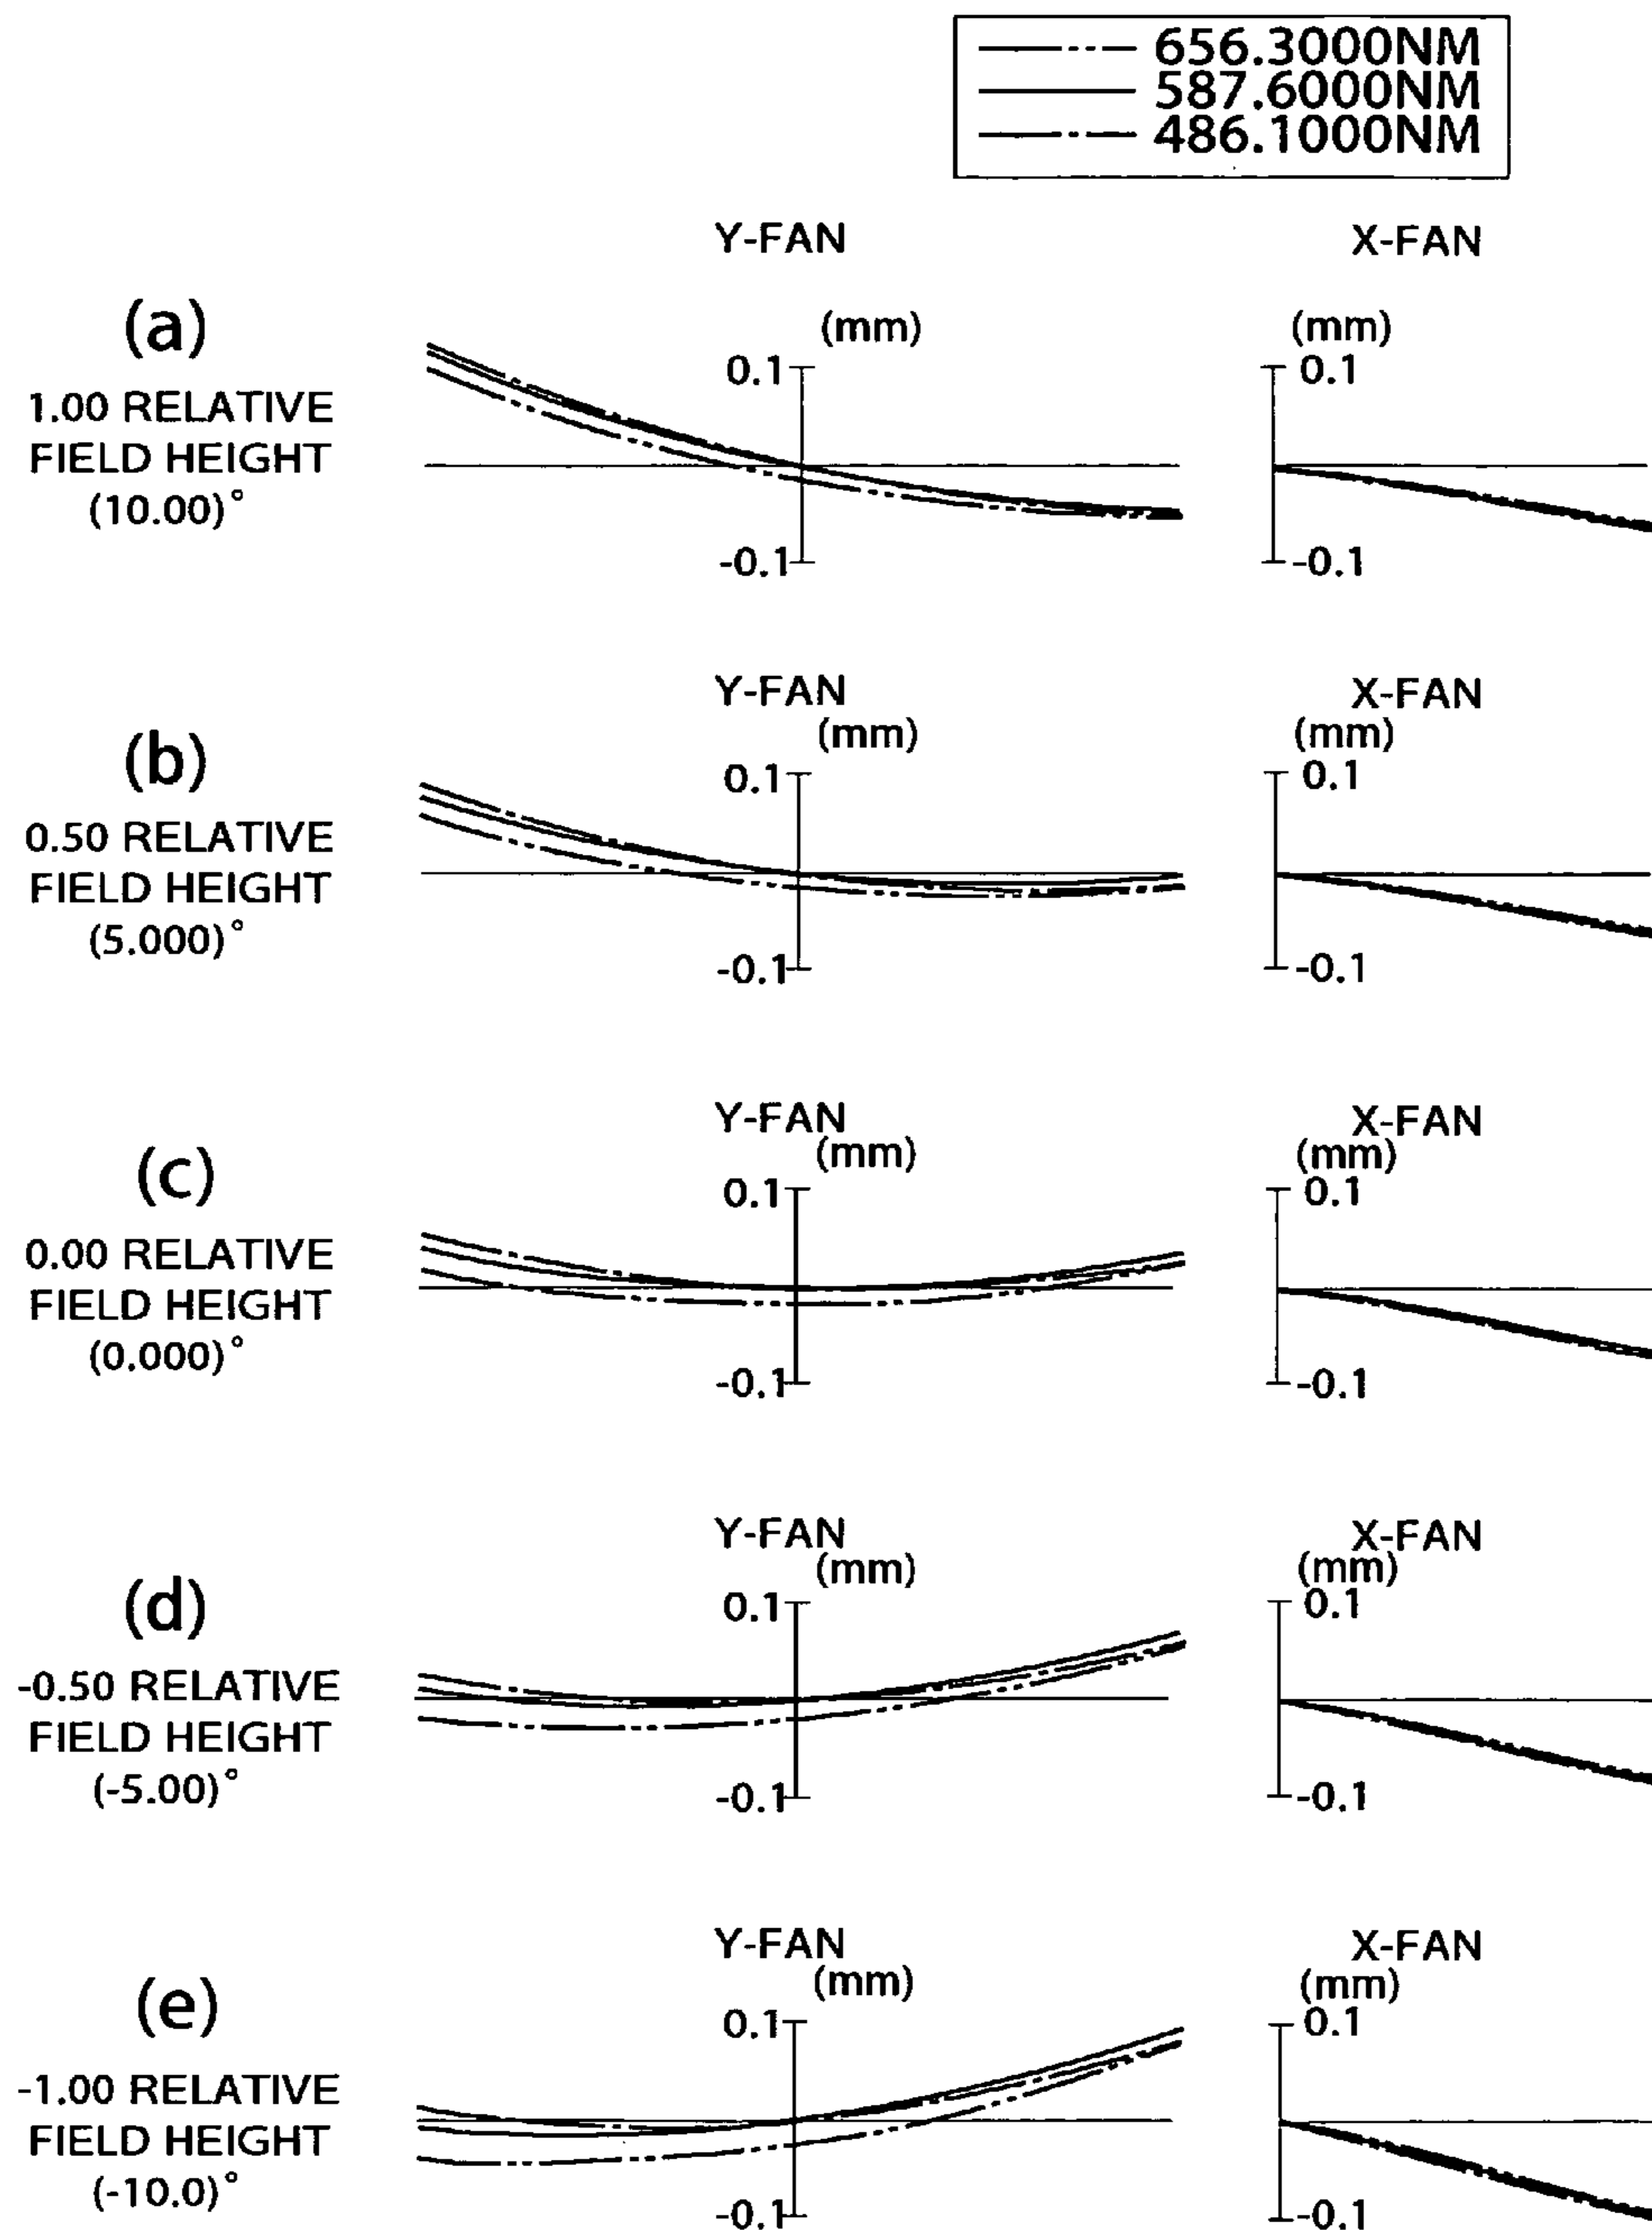 656.3000NM
587.6000NM
486.1000NM
Y-FAN X-FAN
(a)
1.00 RELATIVE
FIELD HEIGHT
(10.00)°
(mm) (mm)
0.1 0.1
-0.1 -0.1
Y-FAN X-FAN
(b)
0.50 RELATIVE
FIELD HEIGHT
(5.000)°
(mm) (mm)
0.1 0.1
-0.1 -0.1
Y-FAN X-FAN
(c)
0.00 RELATIVE
FIELD HEIGHT
(0.000)°
(mm) (mm)
0.1 0.1
-0.1 -0.1
Y-FAN X-FAN
(d)
-0.50 RELATIVE
FIELD HEIGHT
(-5.00)°
(mm) (mm)
0.1 0.1
-0.1 -0.1
Y-FAN X-FAN
(e)
-1.00 RELATIVE
FIELD HEIGHT
(-10.0)°
(mm) (mm)
0.1 0.1
-0.1 -0.1